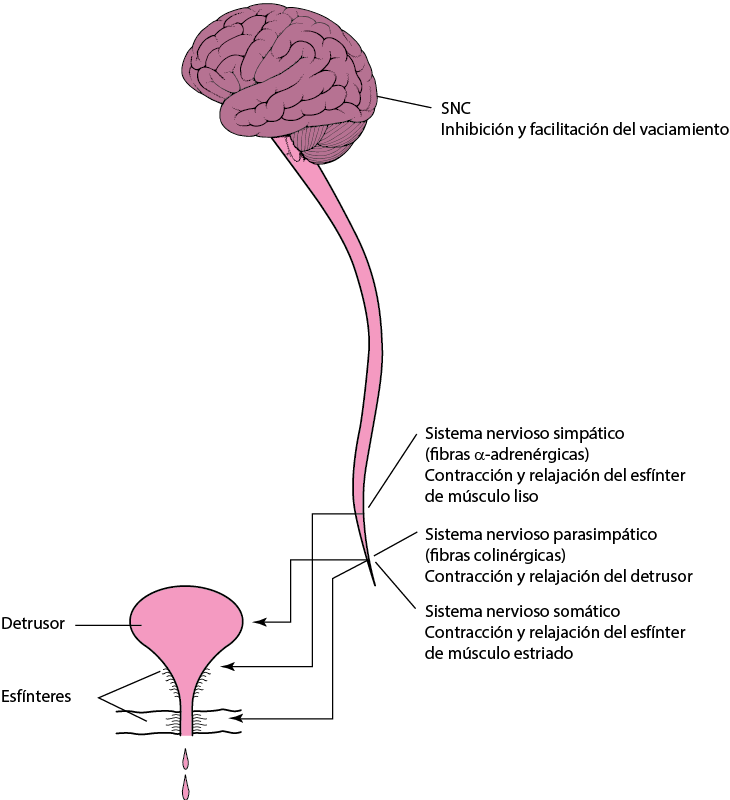 SNC
Inhibición y facilitación del vaciamiento
Sistema nervioso simpático
(fibras α-adrenérgicas)
Contracción y relajación del esfínter
de músculo liso
Sistema nervioso parasimpático
(fibras colinérgicas)
Contracción y relajación del detrusor
Sistema nervioso somático
Contracción y relajación del esfínter
de músculo estriado
Detrusor
Esfínteres